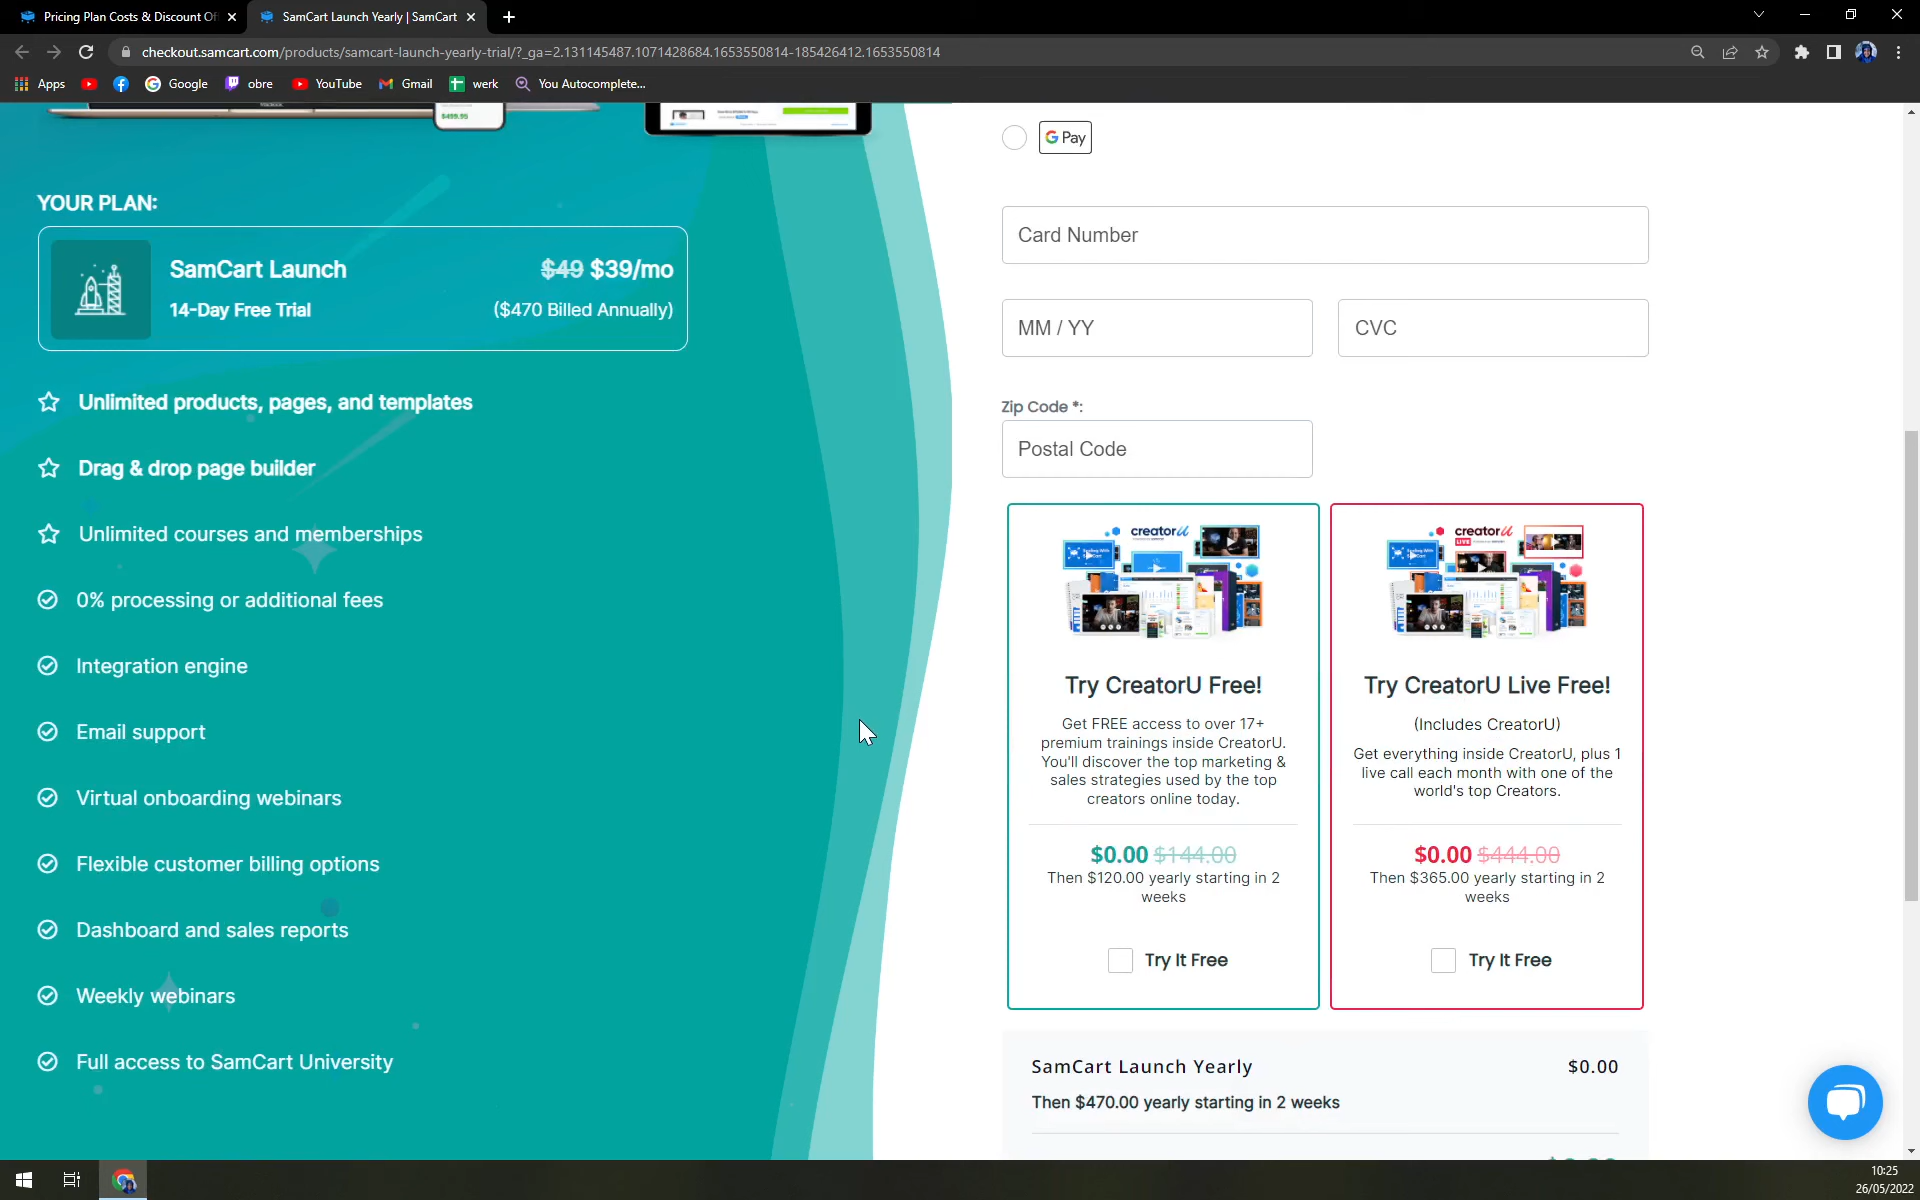 Pricing Plan Costs & Discount Of
SamCart Launch Yearly | SamCart
checkout.samcart.com/products/samcart-launch-yearly-trial/?_ga=2.131145487.1071428684.1653550814-185426412.1653550814
Apps
Google
obre
YouTube
Gmail
werk
You Autocomplete...
$499.95
G Pay
YOUR PLAN:
SamCart Launch
$49 $39/mo
14-Day Free Trial
($470 Billed Annually)
Unlimited products, pages, and templates
Drag & drop page builder
Unlimited courses and memberships
0% processing or additional fees
Integration engine
Email support
Virtual onboarding webinars
Flexible customer billing options
Dashboard and sales reports
Weekly webinars
Full access to SamCart University
Card Number
MM / YY
CVC
Zip Code *:
Postal Code
creatorU
Try CreatorU Free!
Get FREE access to over 17+
premium trainings inside CreatorU.
You'll discover the top marketing &
sales strategies used by the top
creators online today.
$0.00 $144.00
Then $120.00 yearly starting in 2
weeks
Try It Free
creatorU
LIVE
Try CreatorU Live Free!
(Includes CreatorU)
Get everything inside CreatorU, plus 1
live call each month with one of the
world's top Creators.
$0.00 $444.00
Then $365.00 yearly starting in 2
weeks
Try It Free
SamCart Launch Yearly
$0.00
Then $470.00 yearly starting in 2 weeks
10:25
26/05/2022